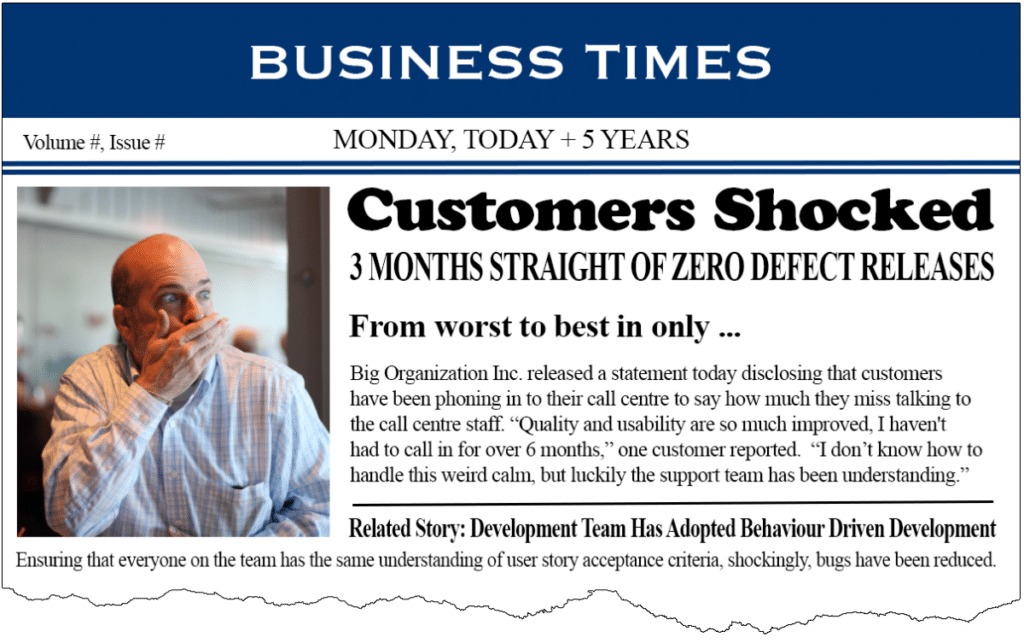 BUSINESS TIMES
Volume #, Issue #
MONDAY, TODAY + 5 YEARS
Customers Shocked
3 MONTHS STRAIGHT OF ZERO DEFECT RELEASES
From worst to best in only ...
Big Organization Inc. released a statement today disclosing that customers
have been phoning in to their call centre to say how much they miss talking to
the call centre staff. “Quality and usability are so much improved, I haven't
had to call in for over 6 months,” one customer reported.  “I don’t know how to
handle this weird calm, but luckily the support team has been understanding.”
Related Story: Development Team Has Adopted Behaviour Driven Development
Ensuring that everyone on the team has the same understanding of user story acceptance criteria, shockingly, bugs have been reduced.